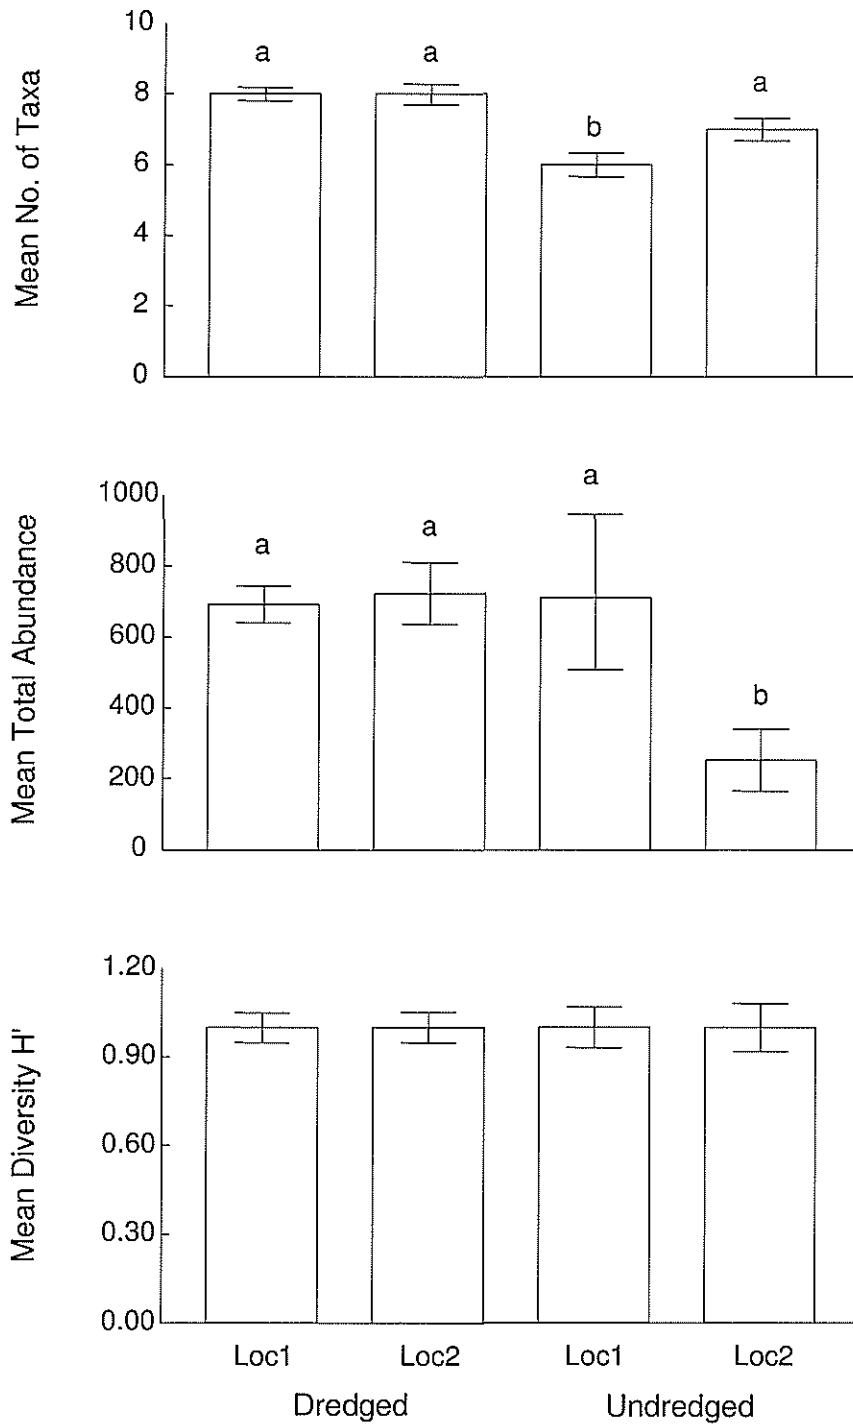 Mean No. of Taxa
10
8
6
4
2
0
a
a
b
a
Mean Total Abundance
1000
800
600
400
200
0
a
a
a
b
Mean Diversity H'
1.20
0.90
0.60
0.30
0.00
Loc1 Loc2 Loc1 Loc2
Dredged Undredged